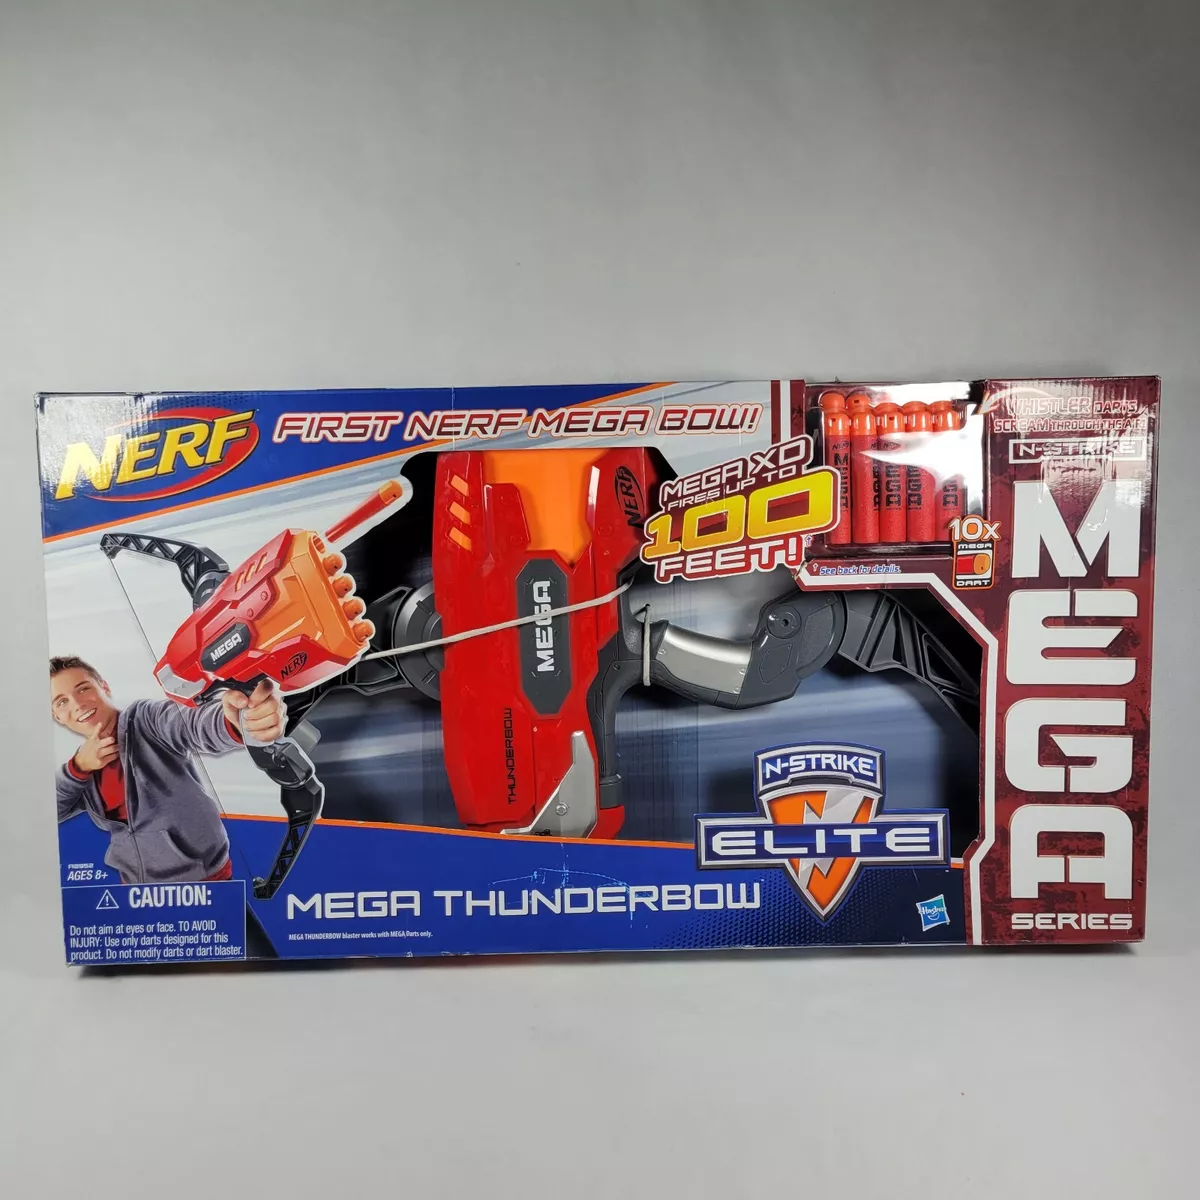 NERF
FIRST NERF MEGA BOW!
MEGA XD
FIRES UP TO
100
FEET!
† See back for details.
10x
MEGA
DART
WHISTLER DARTS
SCREAM THROUGH THE AIR!
N-STRIKE
MEGA
SERIES
MEGA
NERF
NERF
MEGA
THUNDERBOW
N-STRIKE
ELITE
Hasbro
AGES 8+
CAUTION:
Do not aim at eyes or face. TO AVOID
INJURY: Use only darts designed for this
product. Do not modify darts or dart blaster.
MEGA THUNDERBOW
MEGA THUNDERBOW blaster works with MEGA Darts only.